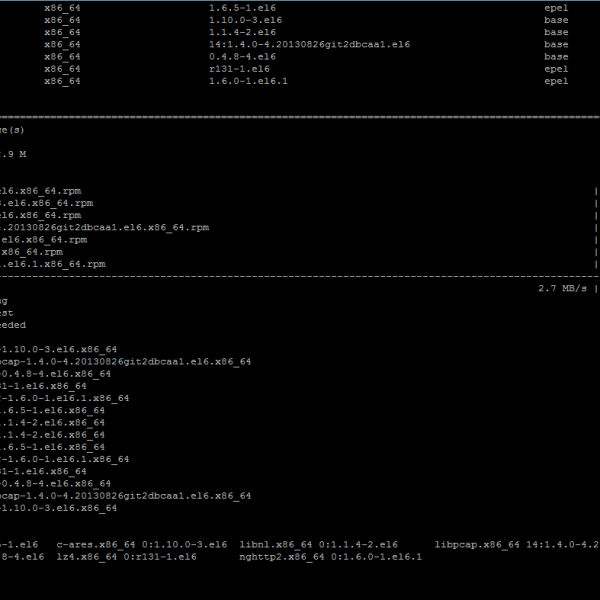 x86_64 1.6.5-1.el6 epel
x86_64 1.10.0-3.el6 base
x86_64 1.1.4-2.el6 base
x86_64 14:1.4.0-4.20130826git2dbcaa1.el6 base
x86_64 0.4.8-4.el6 base
x86_64 r131-1.el6 epel
x86_64 1.6.0-1.el6.1 epel
ge(s)
.9 M
el6.x86_64.rpm |
.el6.x86_64.rpm |
el6.x86_64.rpm |
.20130826git2dbcaa1.el6.x86_64.rpm |
.el6.x86_64.rpm |
.x86_64.rpm |
.el6.1.x86_64.rpm |
2.7 MB/s |
ng
est
eeded
-1.10.0-3.el6.x86_64
pcap-1.4.0-4.20130826git2dbcaa1.el6.x86_64
-0.4.8-4.el6.x86_64
31-1.el6.x86_64
2-1.6.0-1.el6.1.x86_64
.6.5-1.el6.x86_64
.1.4-2.el6.x86_64
.1.4-2.el6.x86_64
.6.5-1.el6.x86_64
2-1.6.0-1.el6.1.x86_64
31-1.el6.x86_64
-0.4.8-4.el6.x86_64
pcap-1.4.0-4.20130826git2dbcaa1.el6.x86_64
-1.10.0-3.el6.x86_64
-1.el6 c-ares.x86_64 0:1.10.0-3.el6 libnl.x86_64 0:1.1.4-2.el6 libpcap.x86_64 14:1.4.0-4.2
.8-4.el6 lz4.x86_64 0:r131-1.el6 nghttp2.x86_64 0:1.6.0-1.el6.1